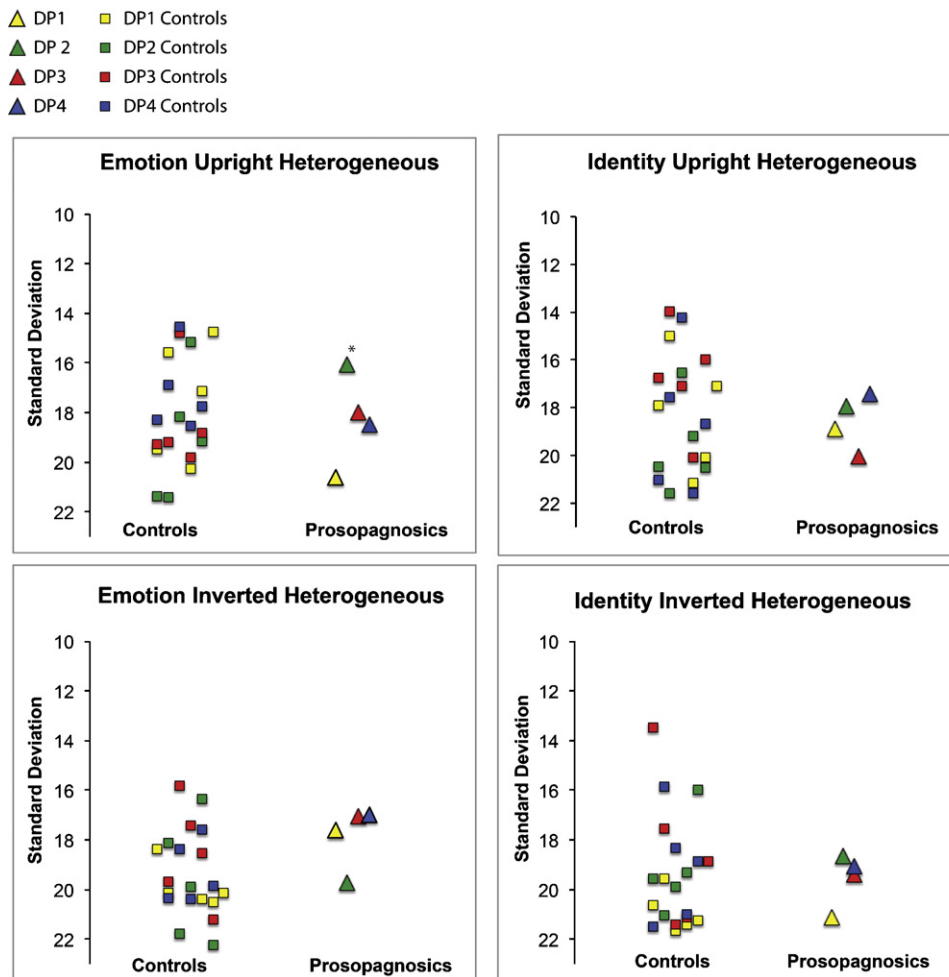 DP1 DP1 Controls
DP 2 DP2 Controls
DP3 DP3 Controls
DP4 DP4 Controls
Emotion Upright Heterogeneous
Standard Deviation
10
12
14
16
18
20
22
*
Controls Prosopagnosics
Identity Upright Heterogeneous
Standard Deviation
10
12
14
16
18
20
22
Controls Prosopagnosics
Emotion Inverted Heterogeneous
Standard Deviation
10
12
14
16
18
20
22
Controls Prosopagnosics
Identity Inverted Heterogeneous
Standard Deviation
10
12
14
16
18
20
22
Controls Prosopagnosics